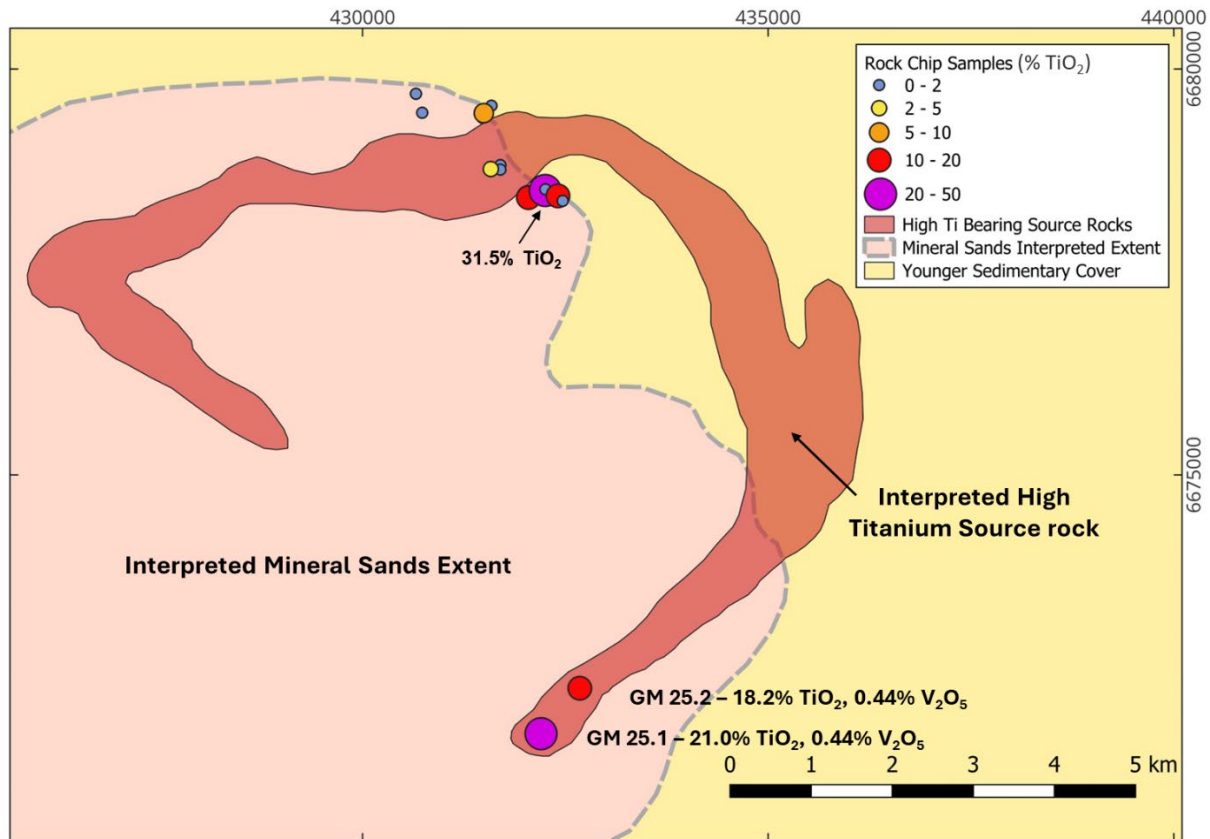 430000
435000
440000
6680000
6675000
Rock Chip Samples (% TiO₂)
0 - 2
2 - 5
5 - 10
10 - 20
20 - 50
High Ti Bearing Source Rocks
Mineral Sands Interpreted Extent
Younger Sedimentary Cover
31.5% TiO₂
Interpreted High
Titanium Source rock
Interpreted Mineral Sands Extent
GM 25.2 – 18.2% TiO₂, 0.44% V₂O₅
GM 25.1 – 21.0% TiO₂, 0.44% V₂O₅
0 1 2 3 4 5 km